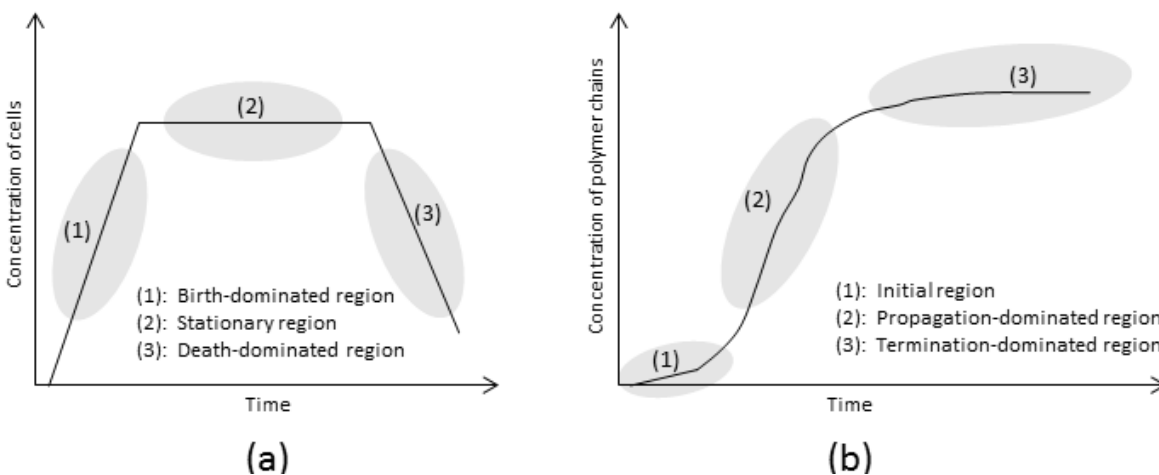 Concentration of cells
(1)
(2)
(3)
(1): Birth-dominated region
(2): Stationary region
(3): Death-dominated region
Time
(a)
Concentration of polymer chains
(1)
(2)
(3)
(1): Initial region
(2): Propagation-dominated region
(3): Termination-dominated region
Time
(b)